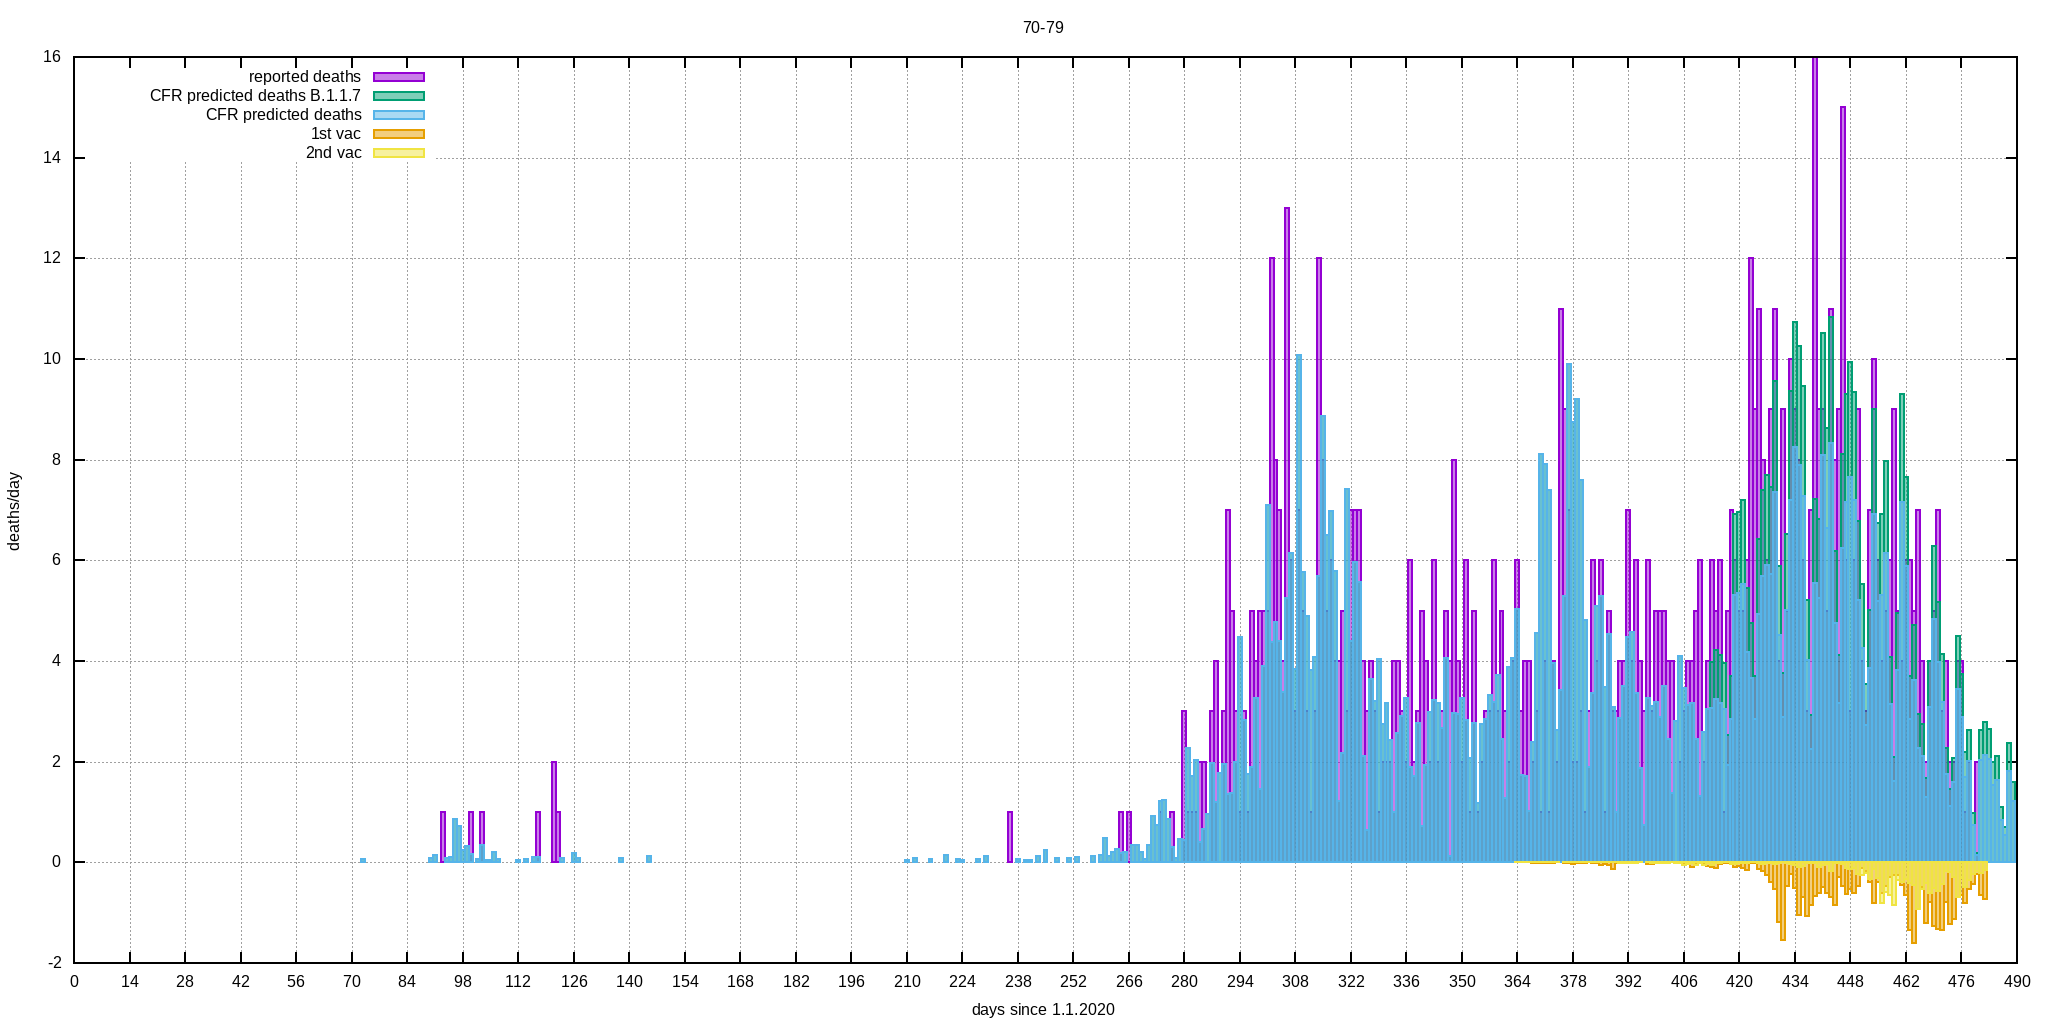 70-79
16
14
12
10
8
6
4
2
0
-2
deaths/day
reported deaths
CFR predicted deaths B.1.1.7
CFR predicted deaths
1st vac
2nd vac
0 14 28 42 56 70 84 98 112 126 140 154 168 182 196 210 224 238 252 266 280 294 308 322 336 350 364 378 392 406 420 434 448 462 476 490
days since 1.1.2020